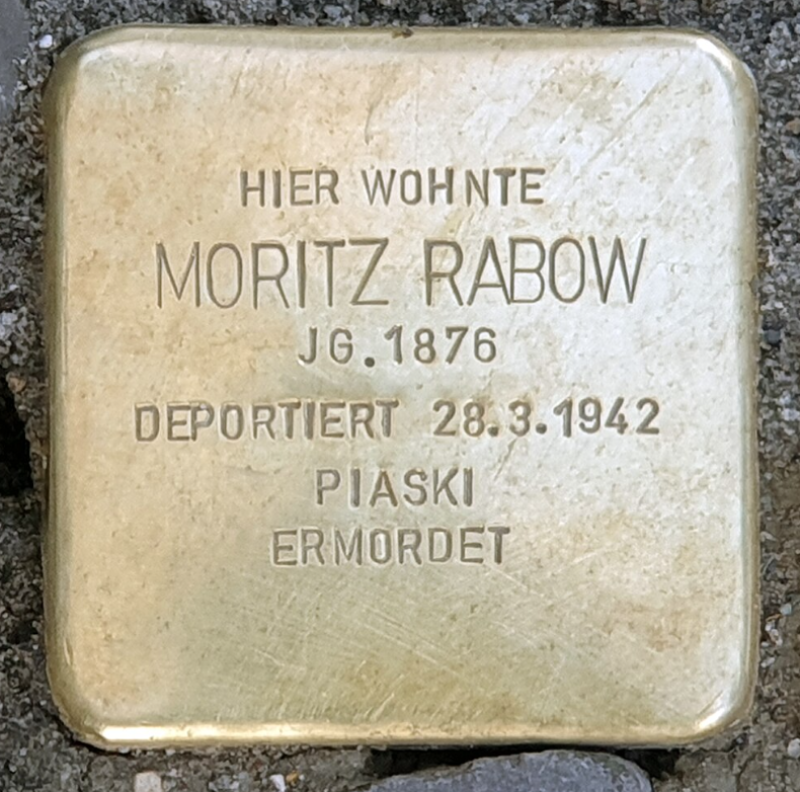 HIER WOHNTE
MORITZ RABOW
JG.1876
DEPORTIERT 28.3.1942
PIASKI
ERMORDET